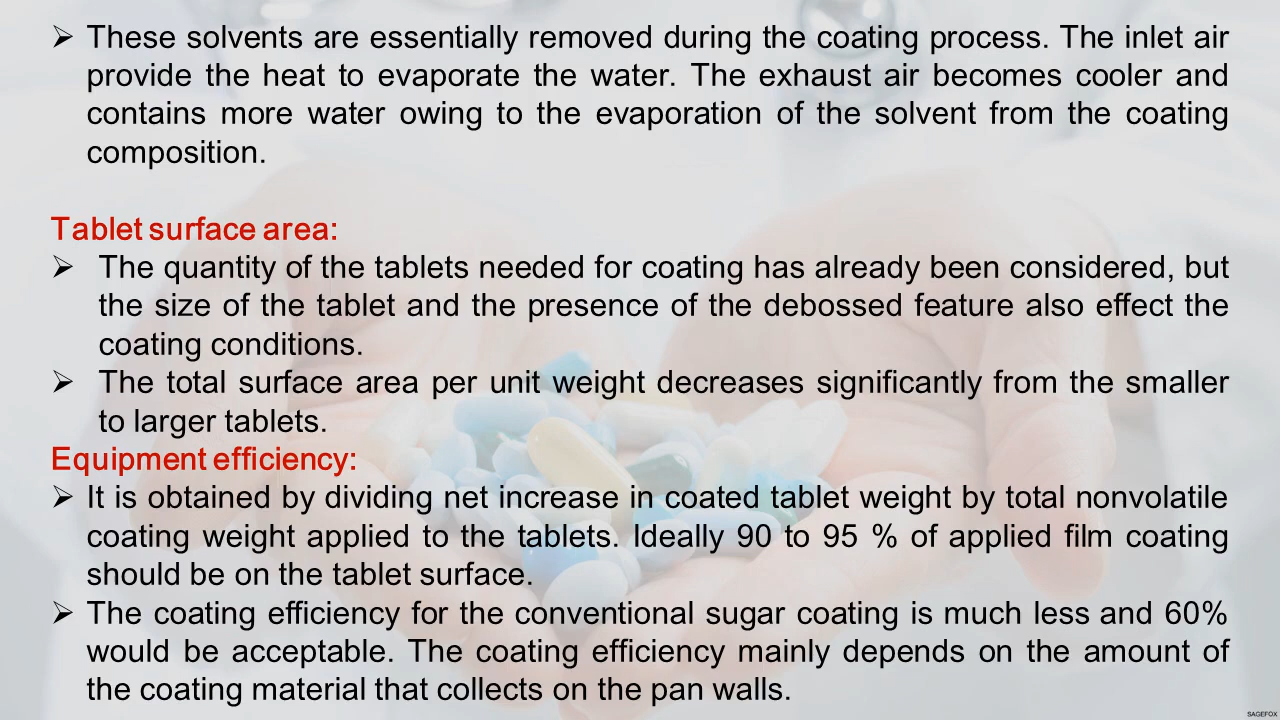 ➢ These solvents are essentially removed during the coating process. The inlet air
provide the heat to evaporate the water. The exhaust air becomes cooler and
contains more water owing to the evaporation of the solvent from the coating
composition.
Tablet surface area:
➢ The quantity of the tablets needed for coating has already been considered, but
the size of the tablet and the presence of the debossed feature also effect the
coating conditions.
➢ The total surface area per unit weight decreases significantly from the smaller
to larger tablets.
Equipment efficiency:
➢ It is obtained by dividing net increase in coated tablet weight by total nonvolatile
coating weight applied to the tablets. Ideally 90 to 95 % of applied film coating
should be on the tablet surface.
➢ The coating efficiency for the conventional sugar coating is much less and 60%
would be acceptable. The coating efficiency mainly depends on the amount of
the coating material that collects on the pan walls.
SAGEFOX